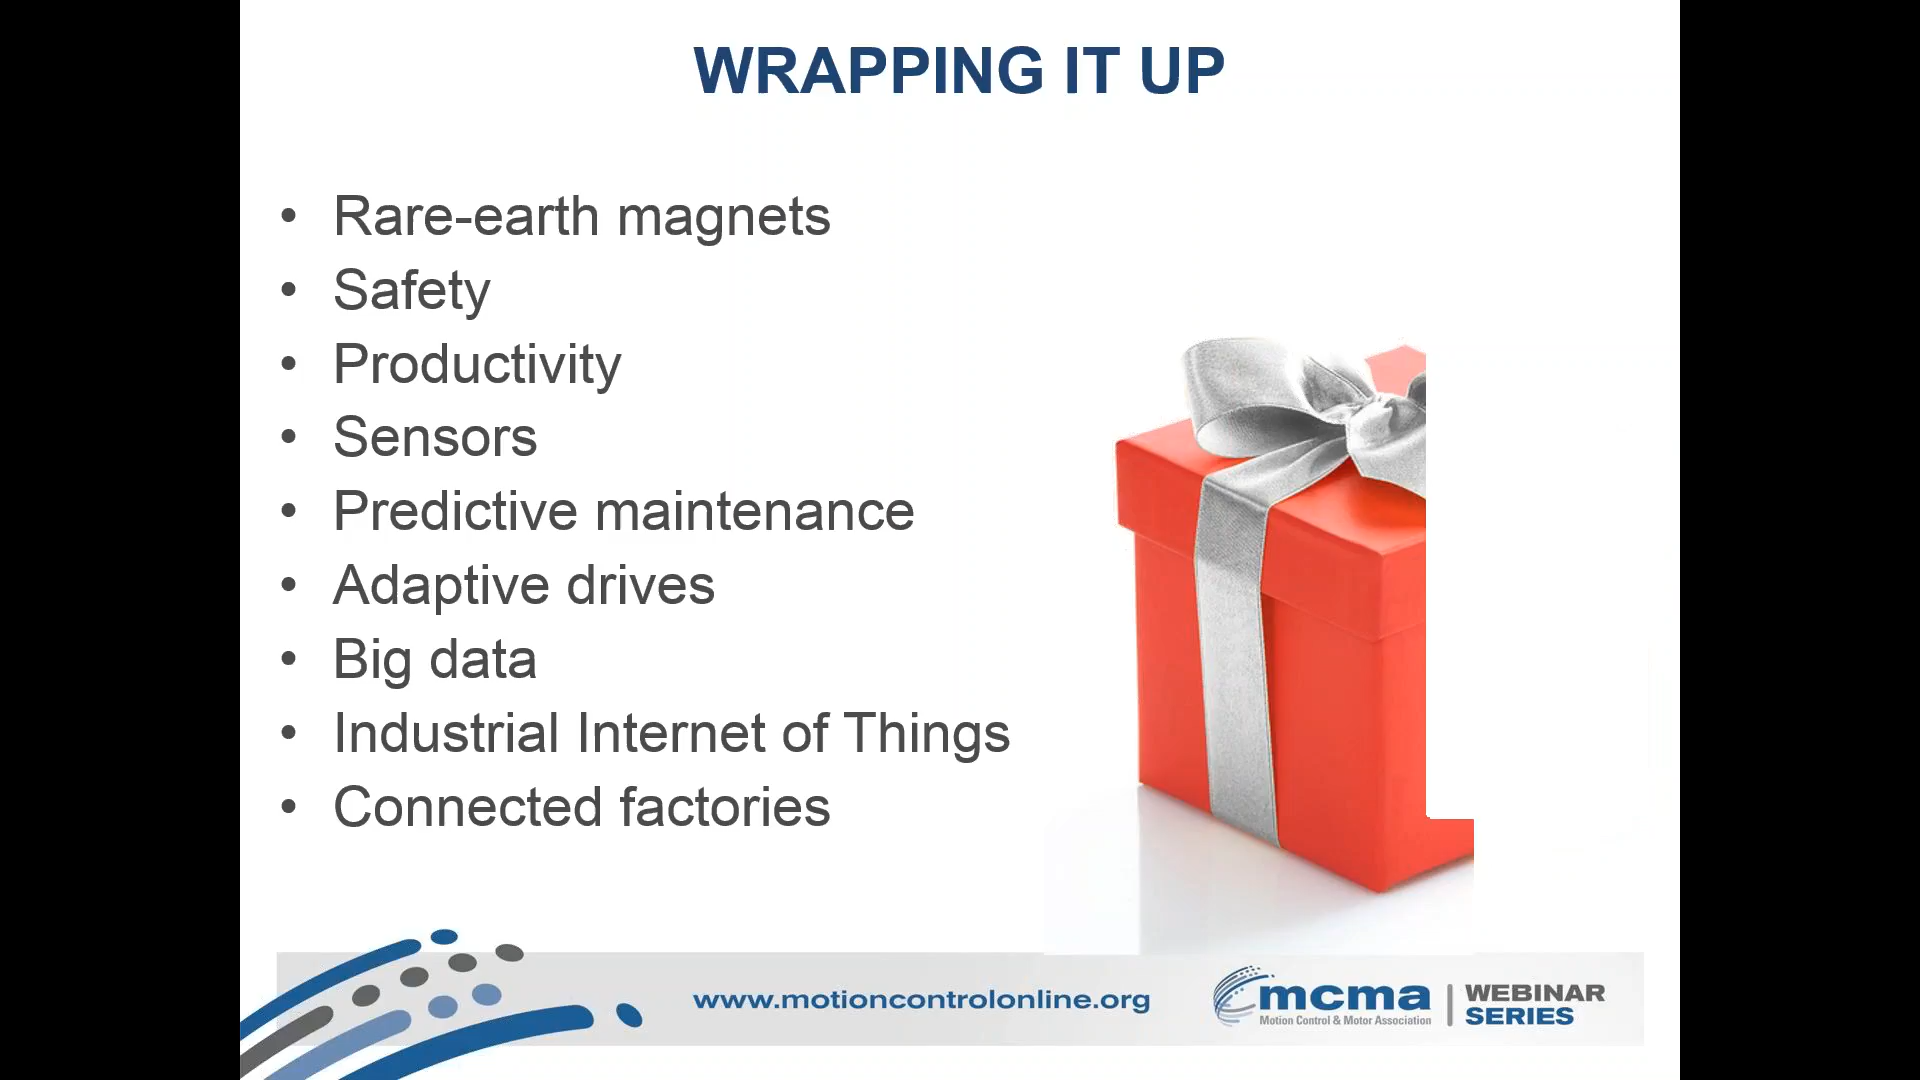 WRAPPING IT UP
• Rare-earth magnets
• Safety
• Productivity
• Sensors
• Predictive maintenance
• Adaptive drives
• Big data
• Industrial Internet of Things
• Connected factories
www.motioncontrolonline.org
mcma
Motion Control & Motor Association
WEBINAR
SERIES